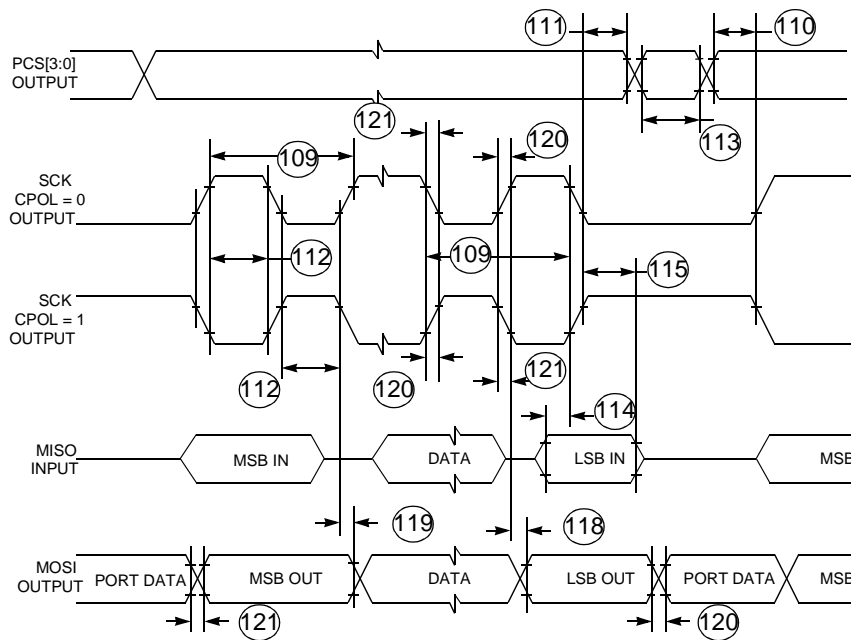 111
110
PCS[3:0]
OUTPUT
121
120
113
109
SCK
CPOL = 0
OUTPUT
112
109
115
SCK
CPOL = 1
OUTPUT
112
120
121
114
MISO
INPUT
MSB IN
DATA
LSB IN
MSB
119
118
MOSI
OUTPUT
PORT DATA
MSB OUT
DATA
LSB OUT
PORT DATA
MSB
121
120